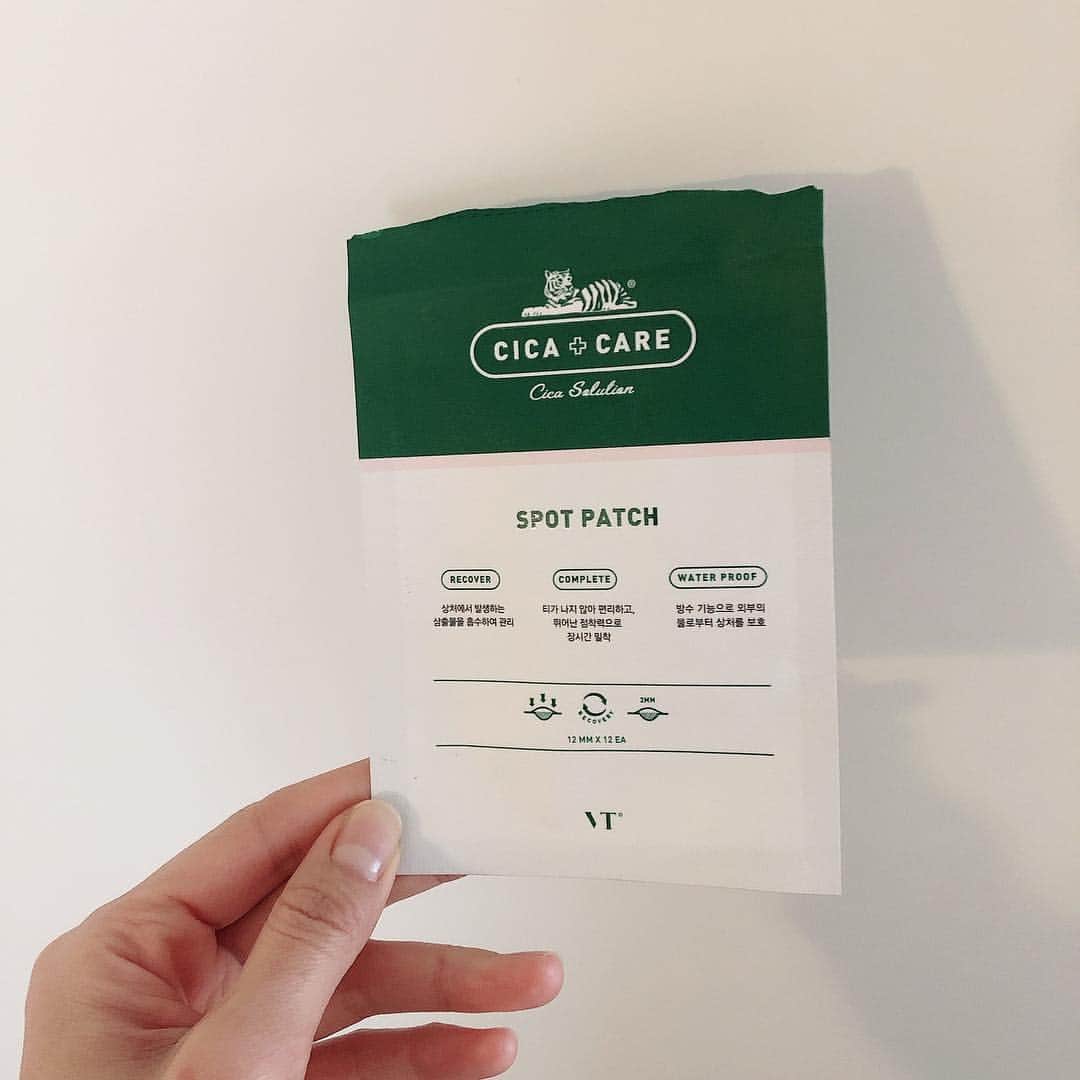 ®
CICA + CARE
Cica Solution
SPOT PATCH
RECOVER
상처에서 발생하는
삼출물을 흡수하여 관리
COMPLETE
티가 나지 않아 편리하고,
뛰어난 점착력으로
장시간 밀착
WATER PROOF
방수 기능으로 외부의
물로부터 상처를 보호
RECOVERY
2MM
12 MM X 12 EA
VT®